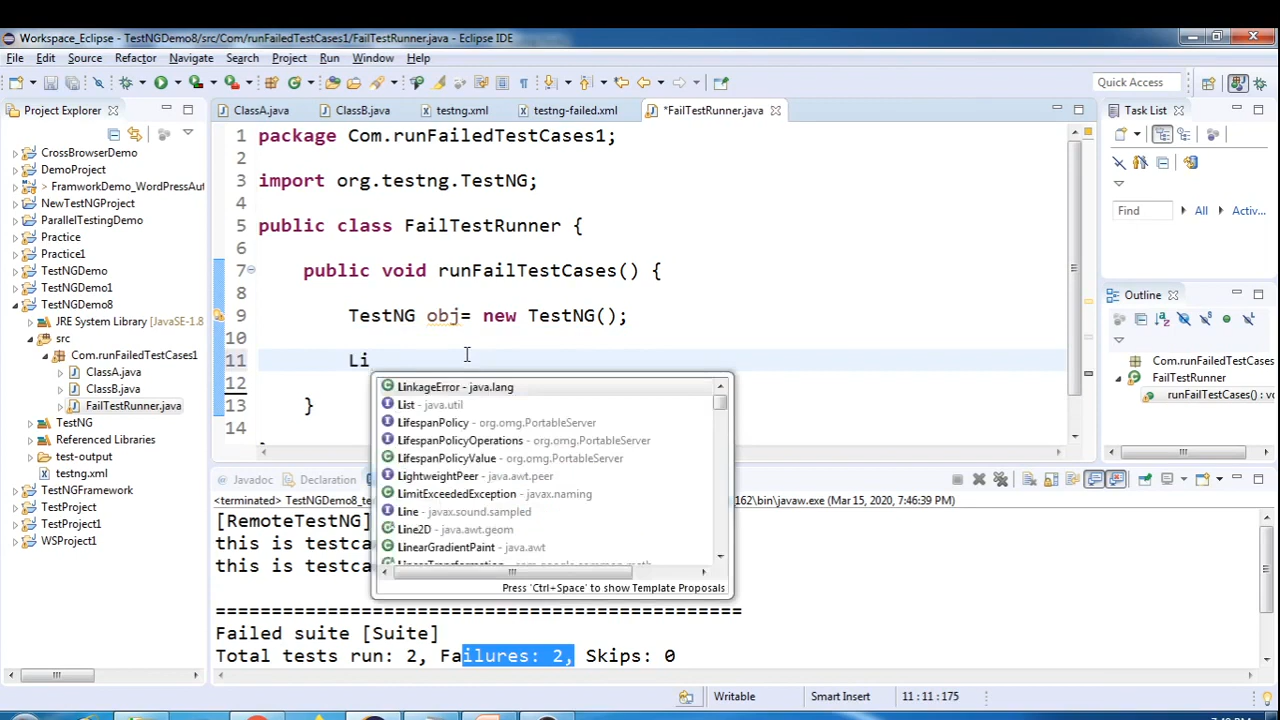 Workspace_Eclipse - TestNGDemo8/src/Com/runFailedTestCases1/FailTestRunner.java - Eclipse IDE
File Edit Source Refactor Navigate Search Project Run Window Help
Quick Access
Project Explorer
CrossBrowserDemo
DemoProject
> FramworkDemo_WordPressAut
NewTestNGProject
ParallelTestingDemo
Practice
Practice1
TestNGDemo
TestNGDemo1
TestNGDemo8
JRE System Library [JavaSE-1.8
src
Com.runFailedTestCases1
ClassA.java
ClassB.java
FailTestRunner.java
TestNG
Referenced Libraries
test-output
testng.xml
TestNGFramework
TestProject
TestProject1
WSProject1
ClassA.java ClassB.java testng.xml testng-failed.xml *FailTestRunner.java
1 package Com.runFailedTestCases1;
2
3 import org.testng.TestNG;
4
5 public class FailTestRunner {
6
7 public void runFailTestCases() {
8
9 TestNG obj= new TestNG();
10
11 Li
12
13 }
14
LinkageError - java.lang
List - java.util
LifespanPolicy - org.omg.PortableServer
LifespanPolicyOperations - org.omg.PortableServer
LifespanPolicyValue - org.omg.PortableServer
LightweightPeer - java.awt.peer
LimitExceededException - javax.naming
Line - javax.sound.sampled
Line2D - java.awt.geom
LinearGradientPaint - java.awt
Press 'Ctrl+Space' to show Template Proposals
Javadoc Declaration
<terminated> TestNGDemo8_te 162\bin\javaw.exe (Mar 15, 2020, 7:46:39 PM)
[RemoteTestNG]
this is testca
this is testca
===============================================
Failed suite [Suite]
Total tests run: 2, Failures: 2, Skips: 0
Task List
Find All Activ...
Outline
Com.runFailedTestCases
FailTestRunner
runFailTestCases() : vo
Writable Smart Insert 11 : 11 : 175